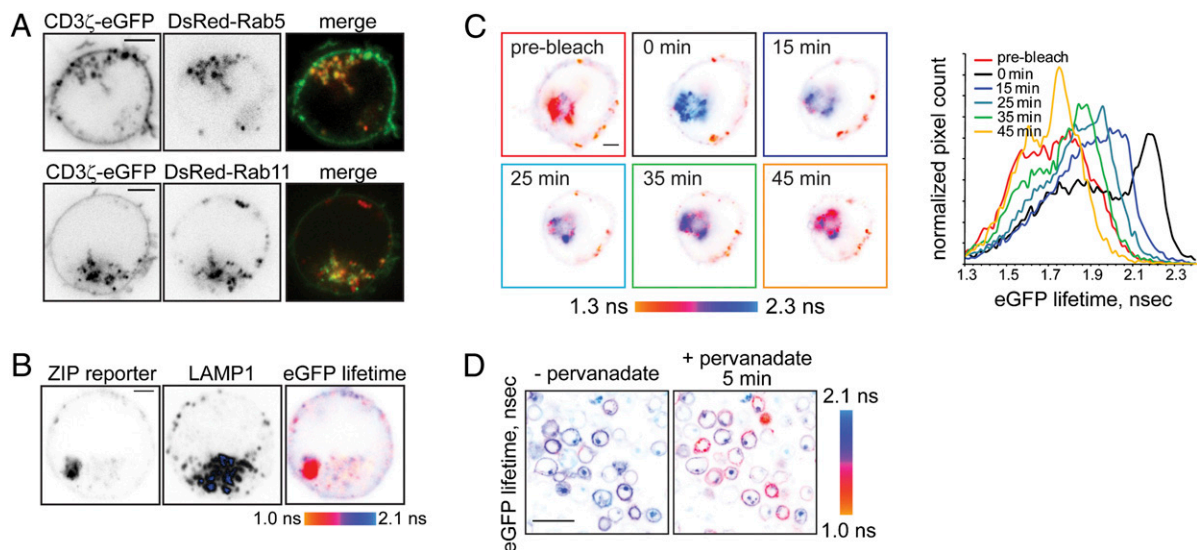 A
CD3ζ-eGFP DsRed-Rab5 merge
CD3ζ-eGFP DsRed-Rab11 merge
B
ZIP reporter LAMP1 eGFP lifetime
1.0 ns 2.1 ns
C
pre-bleach 0 min 15 min
25 min 35 min 45 min
1.3 ns 2.3 ns
normalized pixel count
pre-bleach
0 min
15 min
25 min
35 min
45 min
1.3 1.5 1.7 1.9 2.1 2.3
eGFP lifetime, nsec
D
- pervanadate
+ pervanadate
5 min
eGFP lifetime, nsec
2.1 ns
1.0 ns